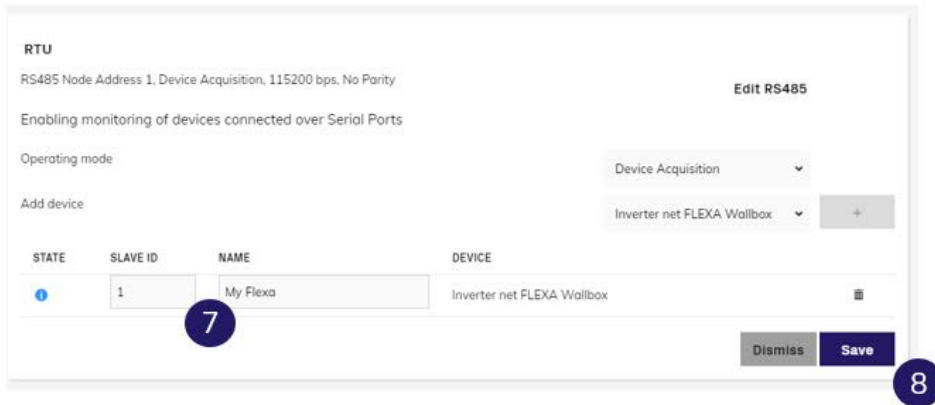 RTU
RS485 Node Address 1, Device Acquisition, 115200 bps, No Parity
Edit RS485
Enabling monitoring of devices connected over Serial Ports
Operating mode
Device Acquisition
Add device
Inverter net FLEXA Wallbox
+
STATE SLAVE ID NAME DEVICE
1 My Flexa Inverter net FLEXA Wallbox
7
Dismiss Save
8